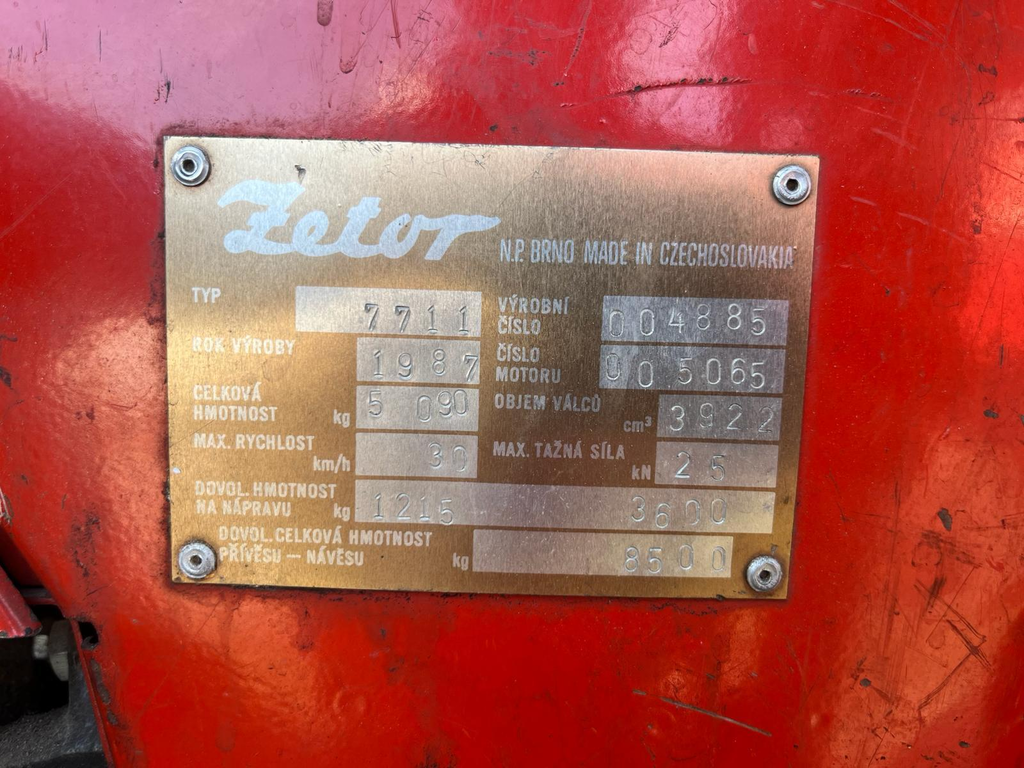 Zetor N.P. BRNO MADE IN CZECHOSLOVAKIA
TYP 7711
VÝROBNÍ ČÍSLO 004885
ROK VÝROBY 1987
ČÍSLO MOTORU 005065
CELKOVÁ HMOTNOST kg 5 090
OBJEM VÁLCŮ cm³ 3922
MAX. RYCHLOST km/h 30
MAX. TAŽNÁ SÍLA kN 25
DOVOL. HMOTNOST NA NÁPRAVU kg 1215 3600
DOVOL. CELKOVÁ HMOTNOST PŘÍVĚSU – NÁVĚSU kg 8500